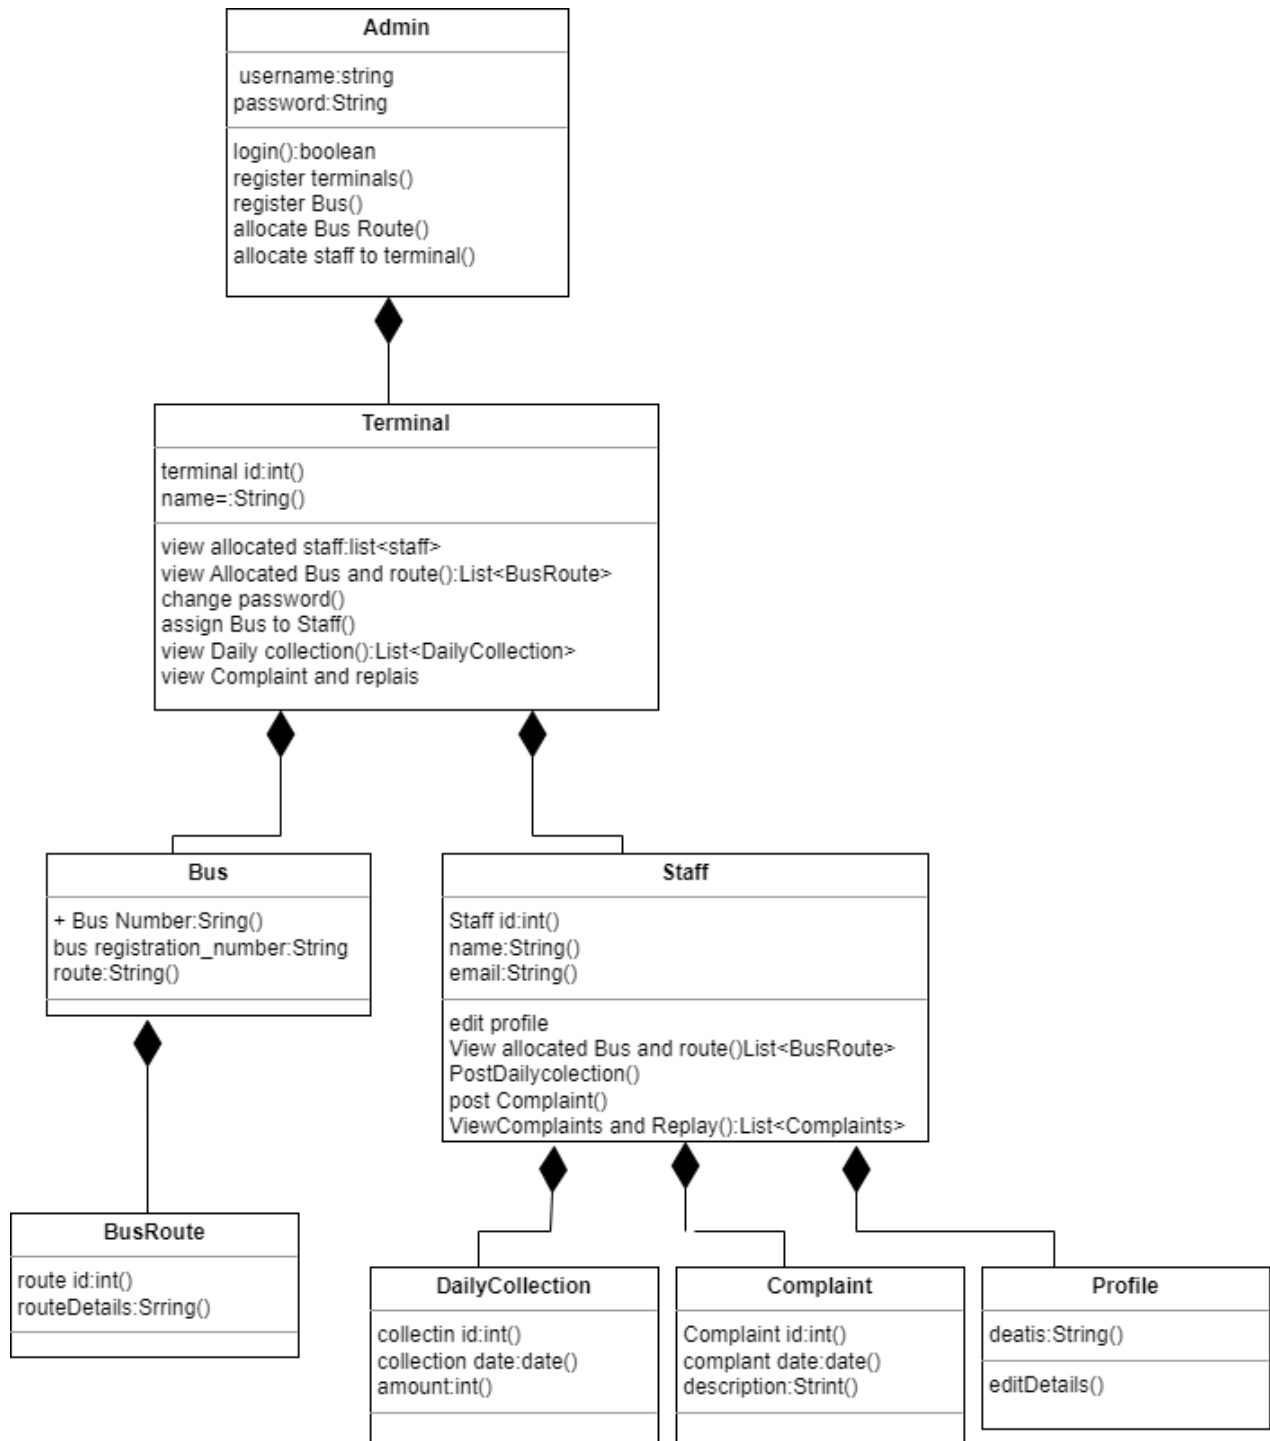 Admin
username:string
password:String
login():boolean
register terminals()
register Bus()
allocate Bus Route()
allocate staff to terminal()
Terminal
terminal id:int()
name=:String()
view allocated staff:list<staff>
view Allocated Bus and route():List<BusRoute>
change password()
assign Bus to Staff()
view Daily collection():List<DailyCollection>
view Complaint and replais
Bus
+ Bus Number:Sring()
bus registration_number:String
route:String()
Staff
Staff id:int()
name:String()
email:String()
edit profile
View allocated Bus and route()List<BusRoute>
PostDailycolection()
post Complaint()
ViewComplaints and Replay():List<Complaints>
BusRoute
route id:int()
routeDetails:Srring()
DailyCollection
collectin id:int()
collection date:date()
amount:int()
Complaint
Complaint id:int()
complant date:date()
description:Strint()
Profile
deatis:String()
editDetails()